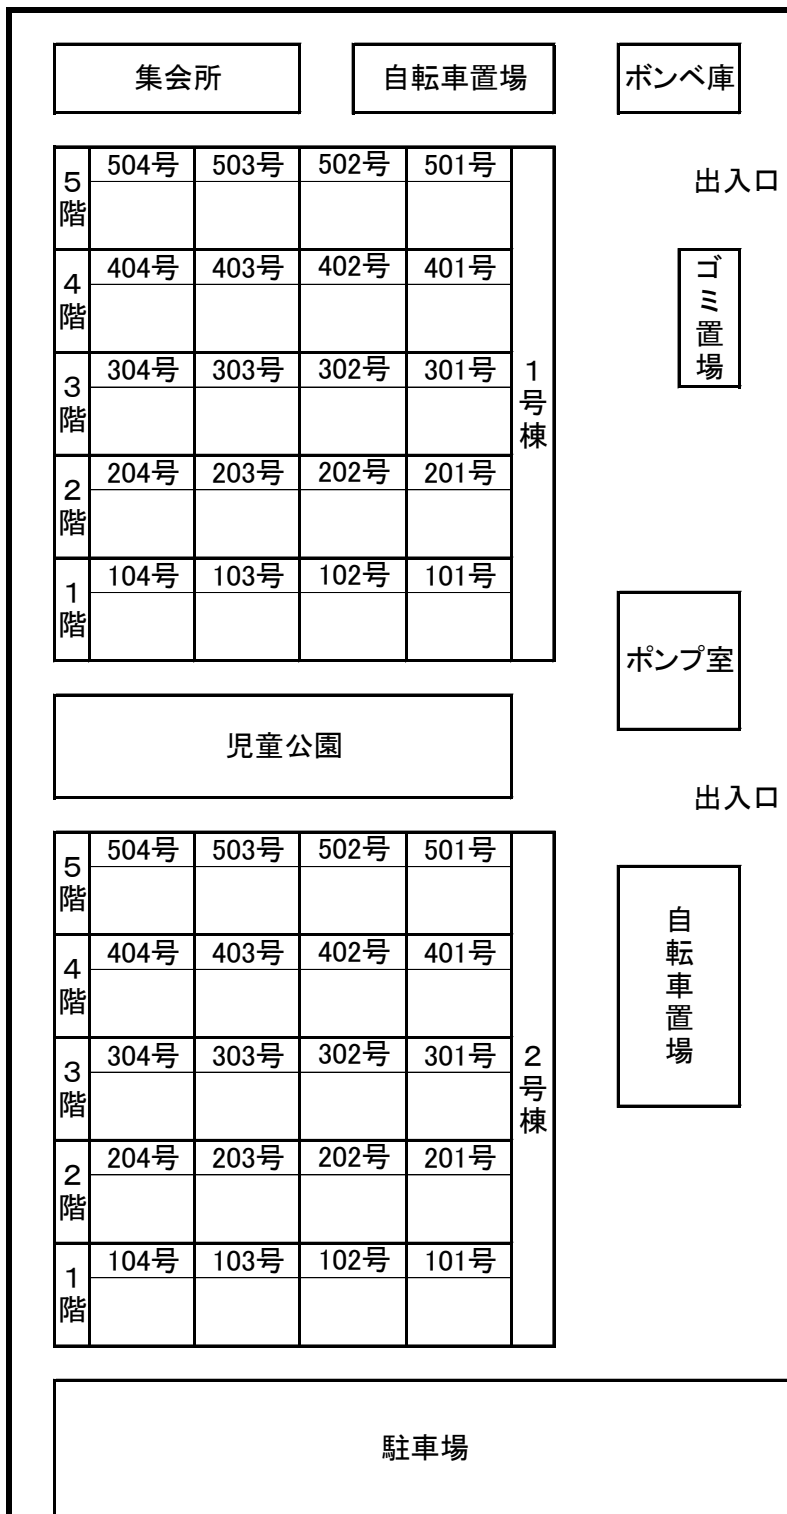 集会所
自転車置場
ボンベ庫
5階
504号 503号 502号 501号
出入口
4階
404号 403号 402号 401号
ゴミ置場
3階
304号 303号 302号 301号
1号棟
2階
204号 203号 202号 201号
1階
104号 103号 102号 101号
ポンプ室
児童公園
出入口
5階
504号 503号 502号 501号
自転車置場
4階
404号 403号 402号 401号
3階
304号 303号 302号 301号
2号棟
2階
204号 203号 202号 201号
1階
104号 103号 102号 101号
駐車場